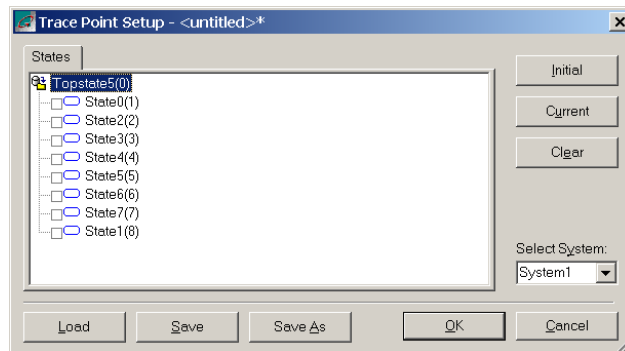 Trace Point Setup - <untitled>*
States
Topstate5(0)
State0(1)
State2(2)
State3(3)
State4(4)
State5(5)
State6(6)
State7(7)
State1(8)
Initial
Current
Clear
Select System:
System1
Load Save Save As OK Cancel